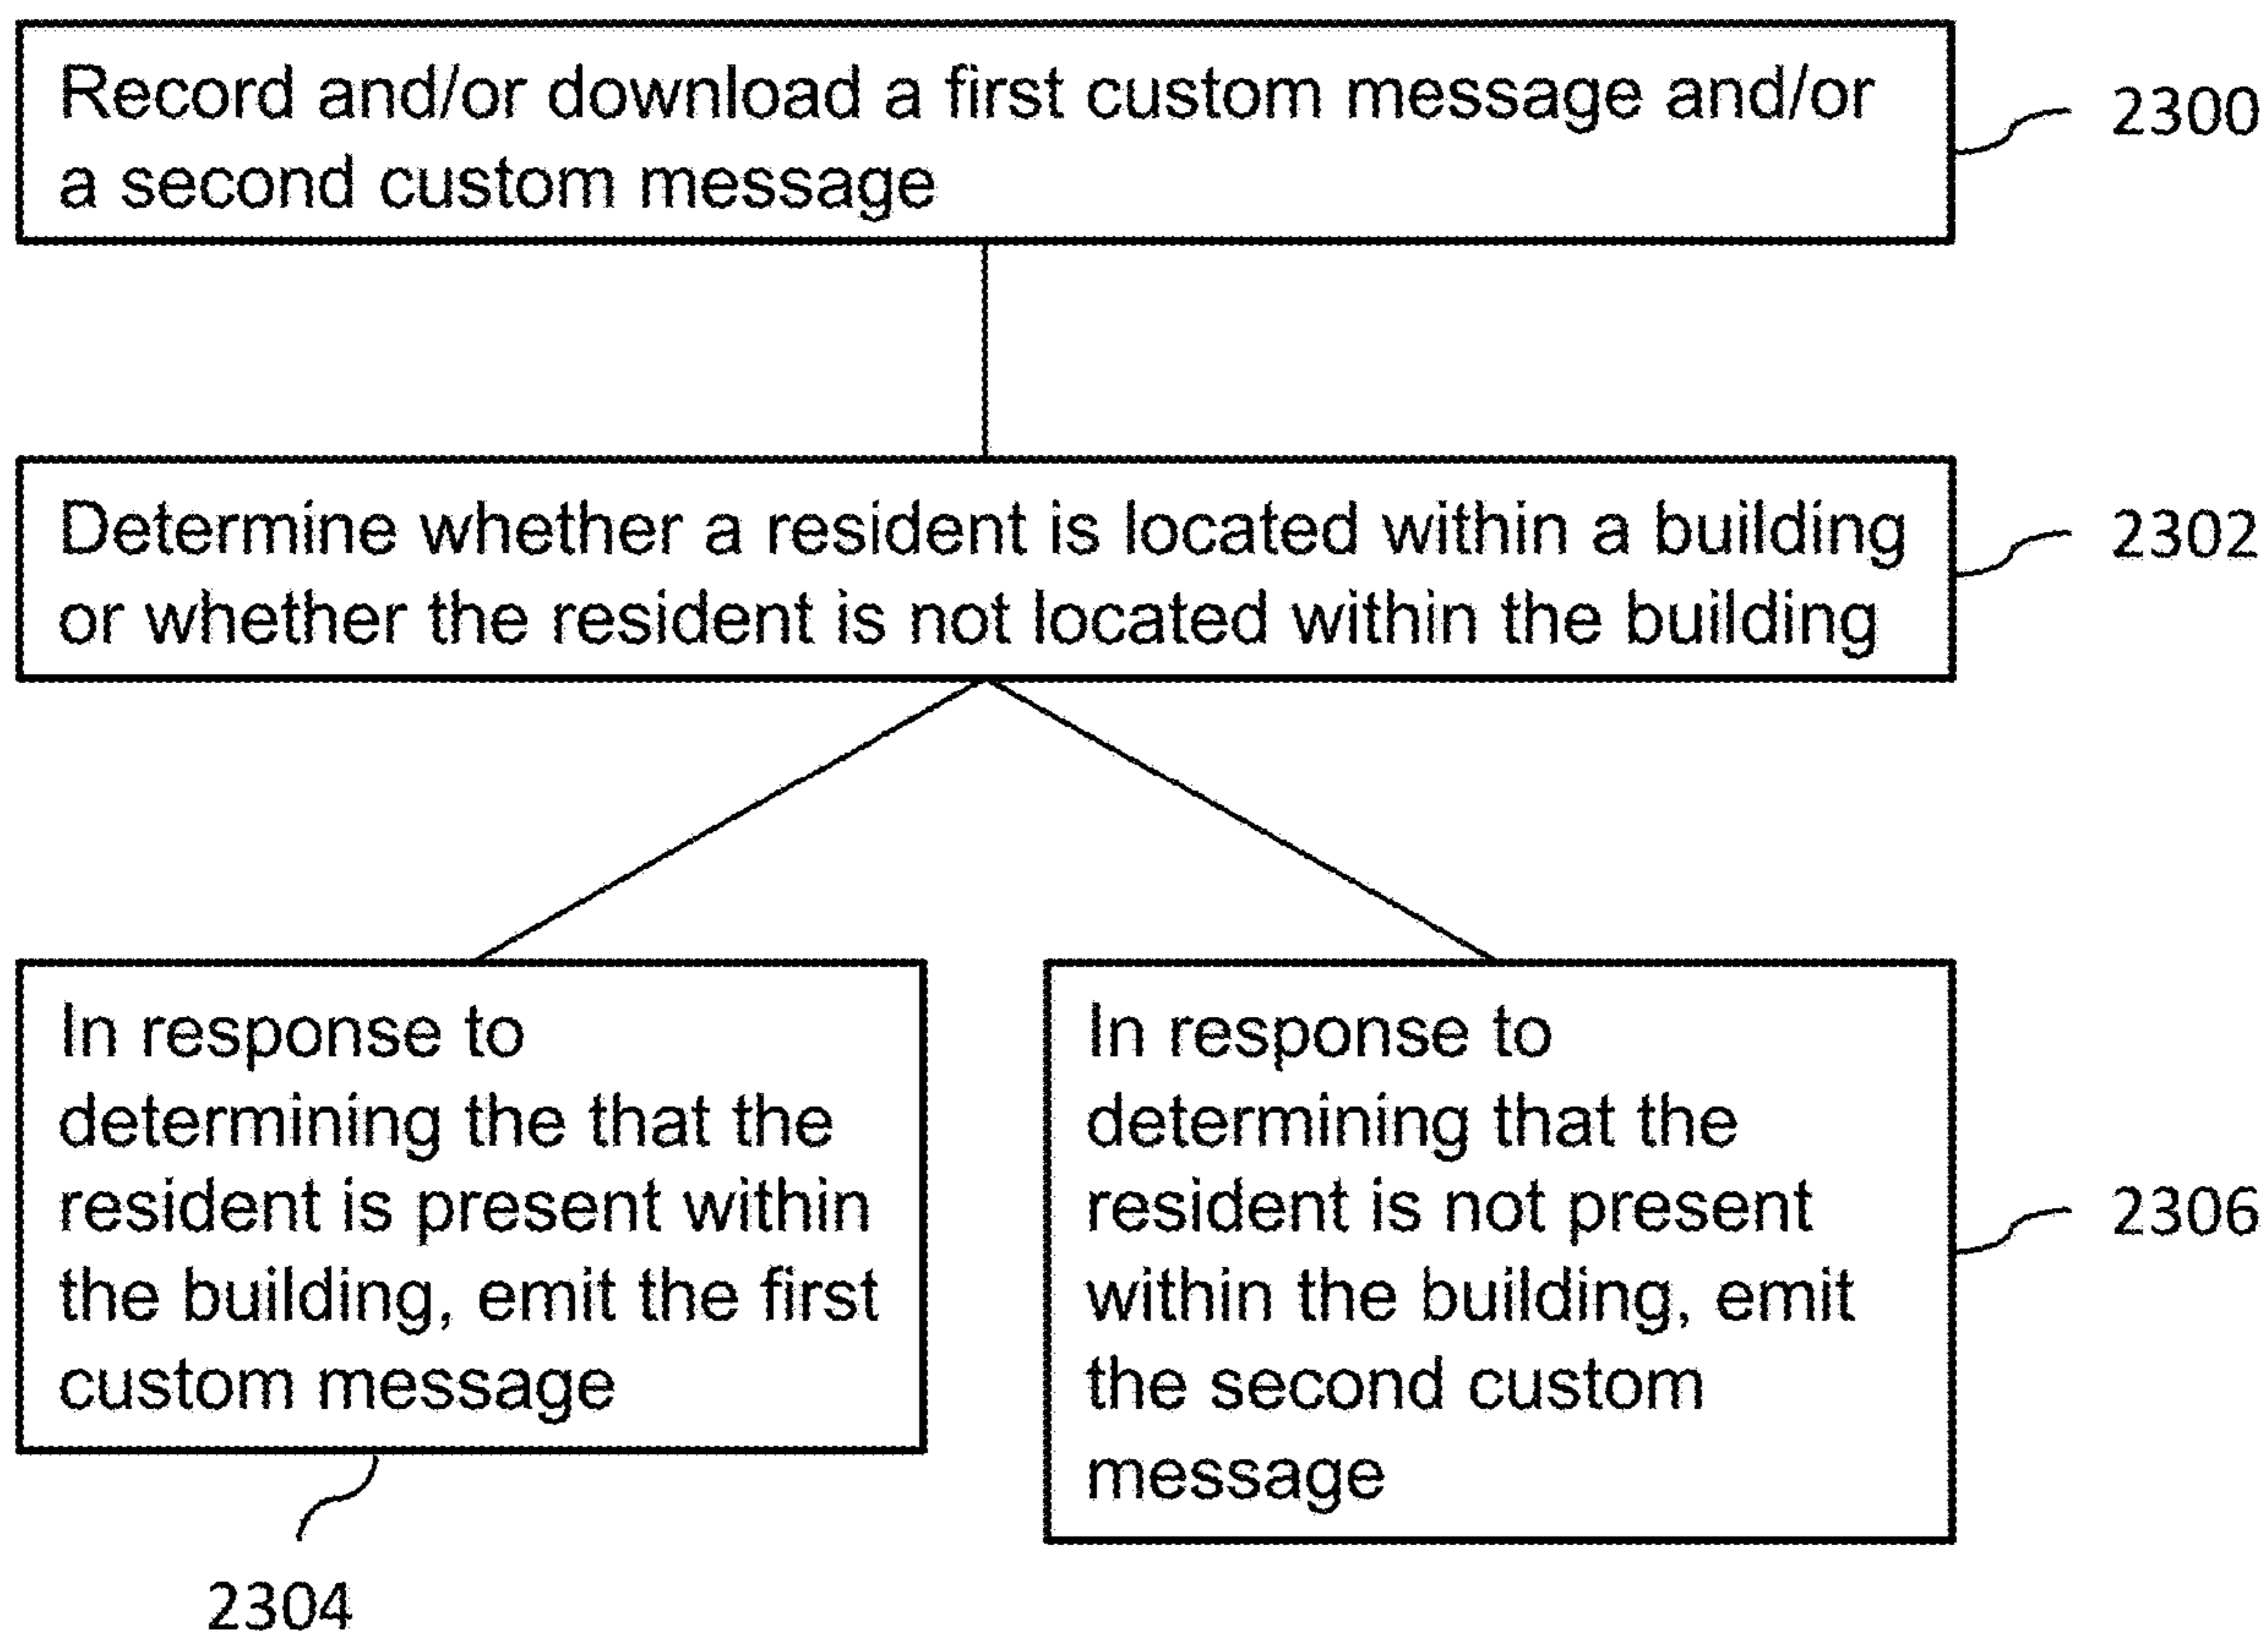 Record and/or download a first custom message and/or
a second custom message
2300
Determine whether a resident is located within a building
or whether the resident is not located within the building
2302
In response to
determining the that the
resident is present within
the building, emit the first
custom message
2304
In response to
determining that the
resident is not present
within the building, emit
the second custom
message
2306